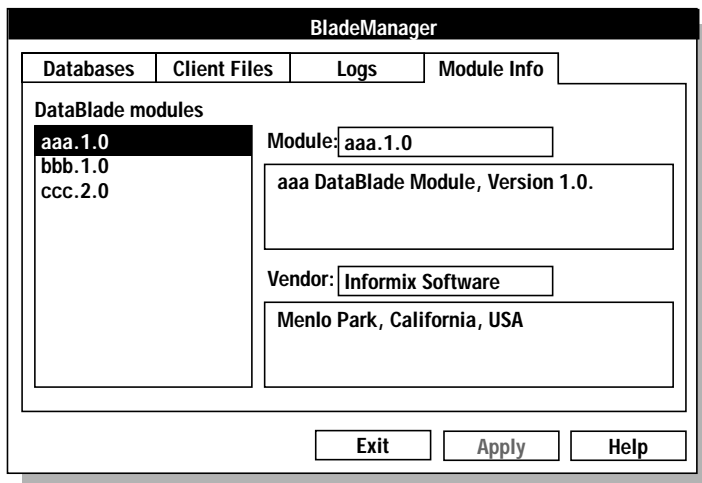 BladeManager
Databases
Client Files
Logs
Module Info
DataBlade modules
aaa.1.0
bbb.1.0
ccc.2.0
Module: aaa.1.0
aaa DataBlade Module, Version 1.0.
Vendor: Informix Software
Menlo Park, California, USA
Exit
Apply
Help